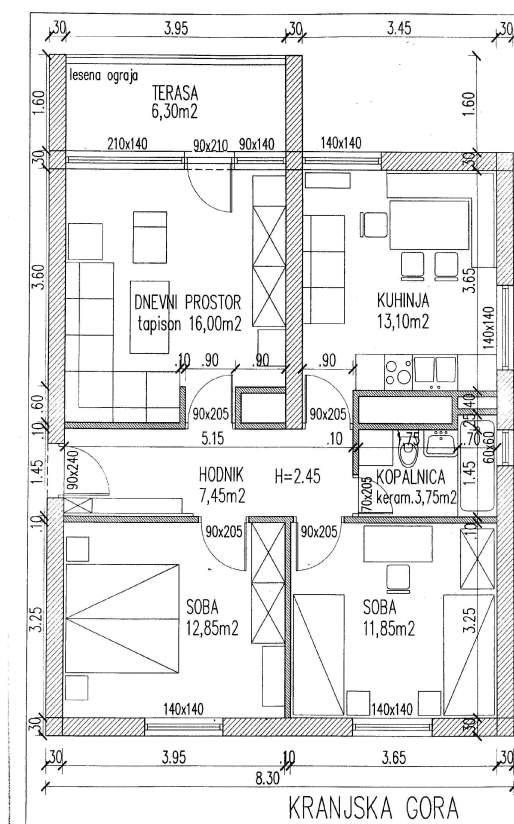 .30 3.95 .30 3.45 .30
lesena ograja
TERASA
6,30m2
1.60
1.60
210x140 90x210 90x140 140x140
.30
.30
3.60
3.65
DNEVNI PROSTOR
tapison 16,00m2
KUHINJA
13,10m2
140x140
.10 .90 .90 .90
.60
.40
90x205 90x205
.25
.10
5.15 .10 1.75 .70
60x60
1.45
90x240
HODNIK H=2.45
7,45m2
70x205
KOPALNICA
keram.3,75m2
1.45
.10
90x205 90x205
.10
3.25
SOBA
12,85m2
SOBA
11,85m2
3.25
140x140 140x140
.30
.30
.30 3.95 .10 3.65 .30
8.30
KRANJSKA GORA